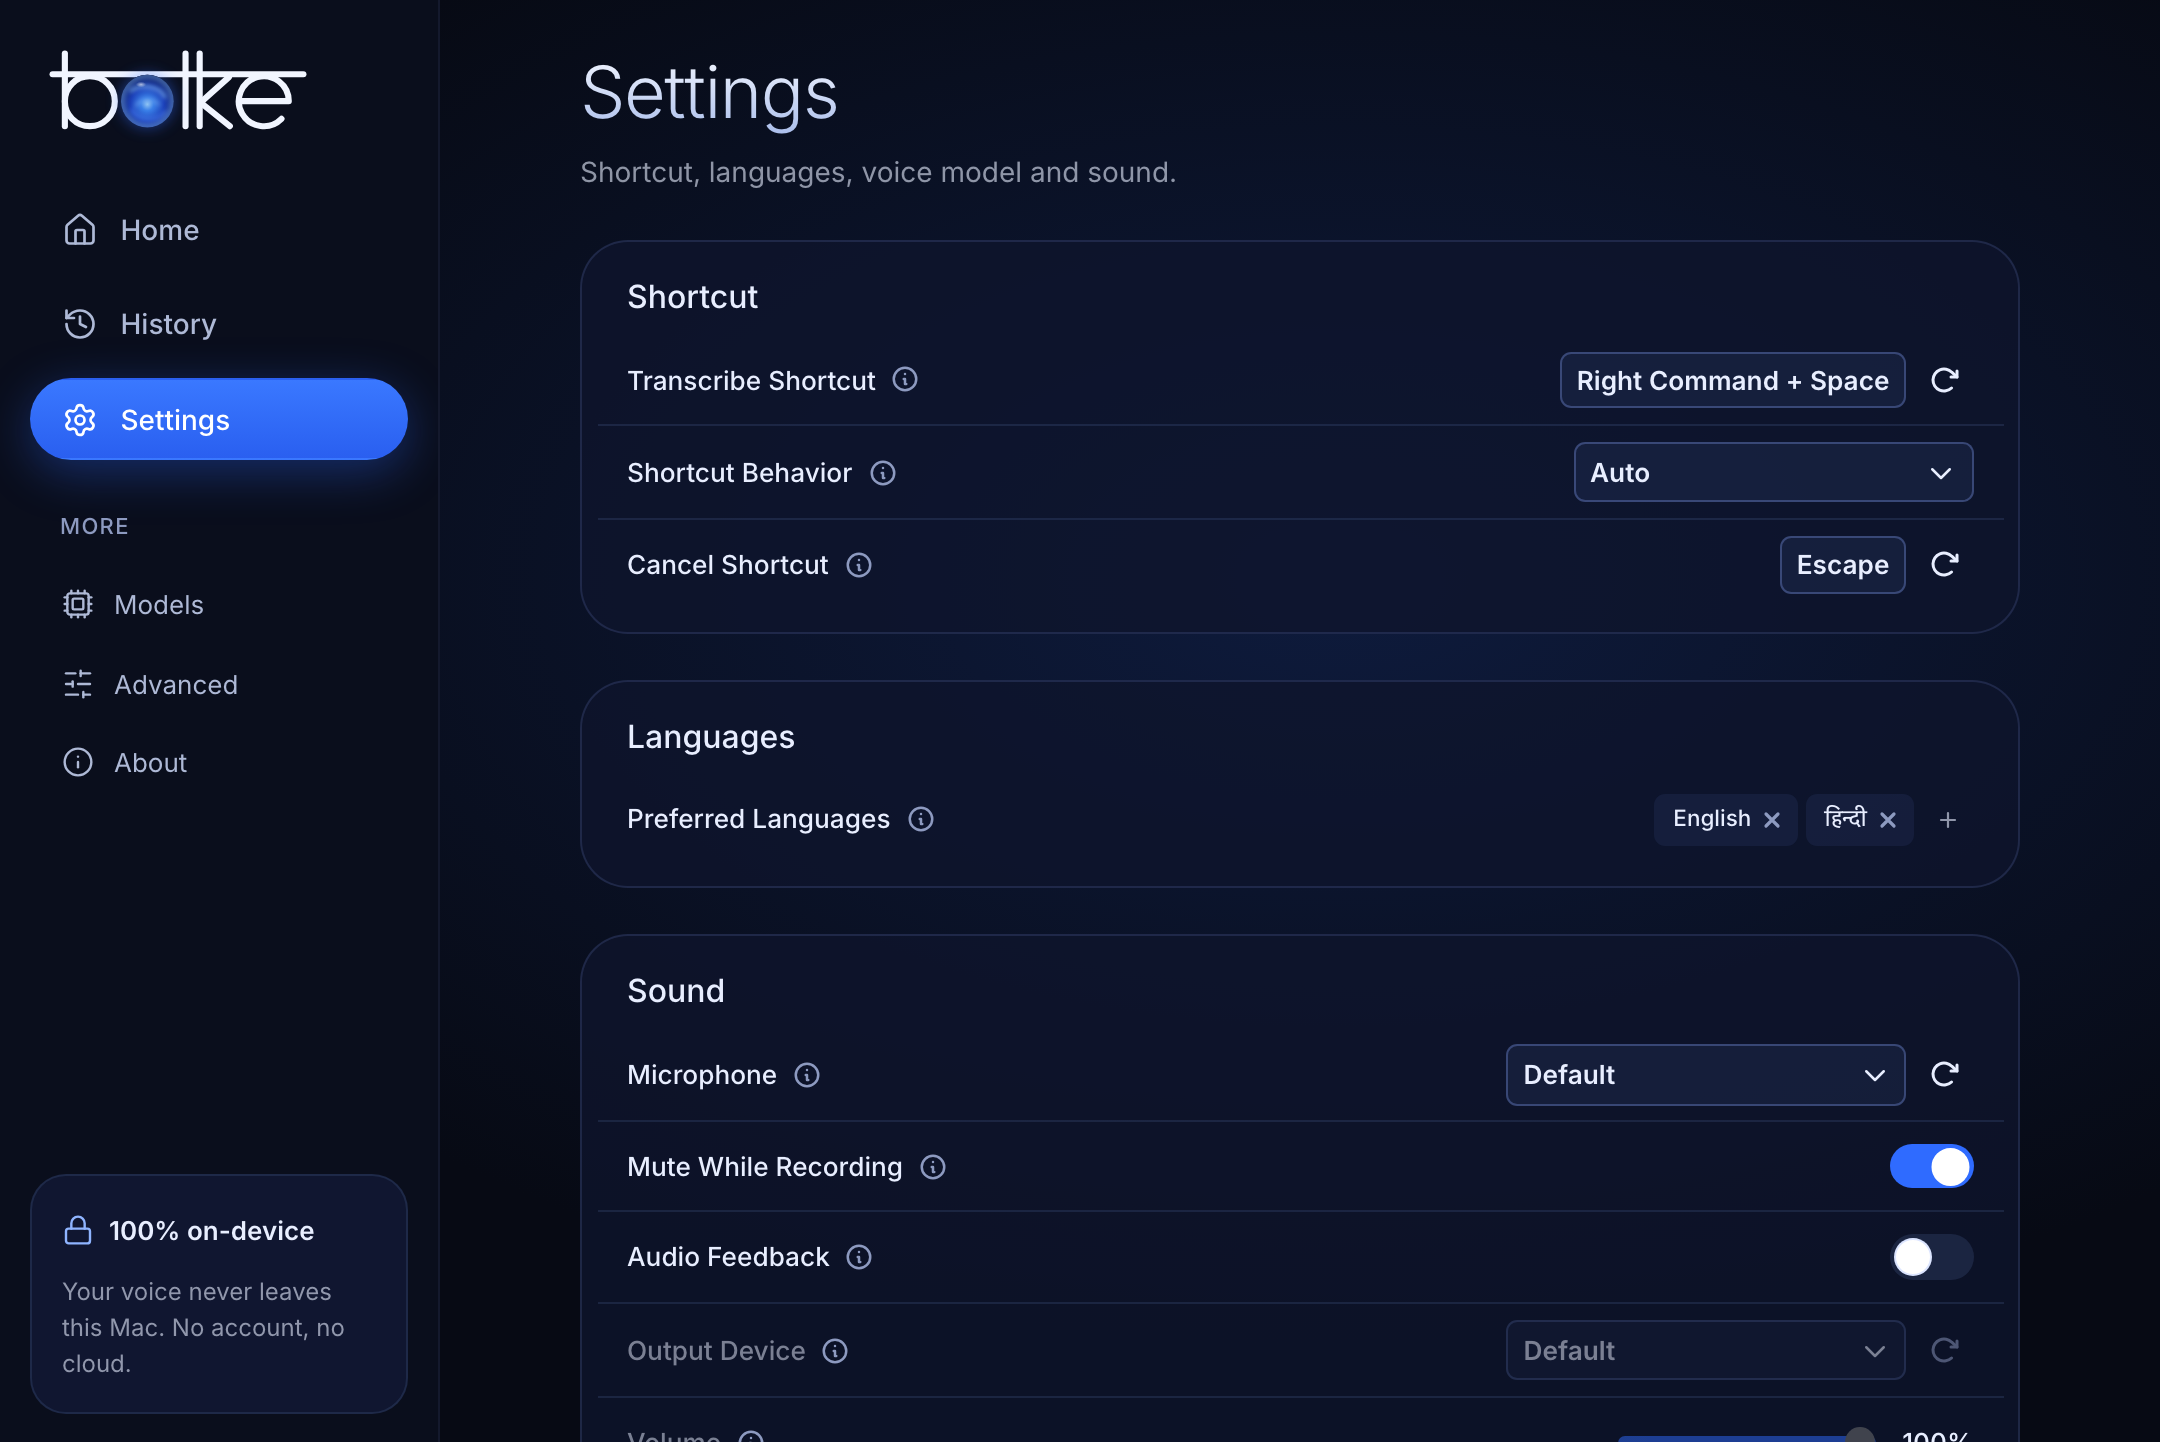 bolke
Home
History
Settings
MORE
Models
Advanced
About
100% on-device
Your voice never leaves
this Mac. No account, no
cloud.
Settings
Shortcut, languages, voice model and sound.
Shortcut
Transcribe Shortcut
Right Command + Space
Shortcut Behavior
Auto
Cancel Shortcut
Escape
Languages
Preferred Languages
English
हिन्दी
Sound
Microphone
Default
Mute While Recording
Audio Feedback
Output Device
Default
Volume
100%